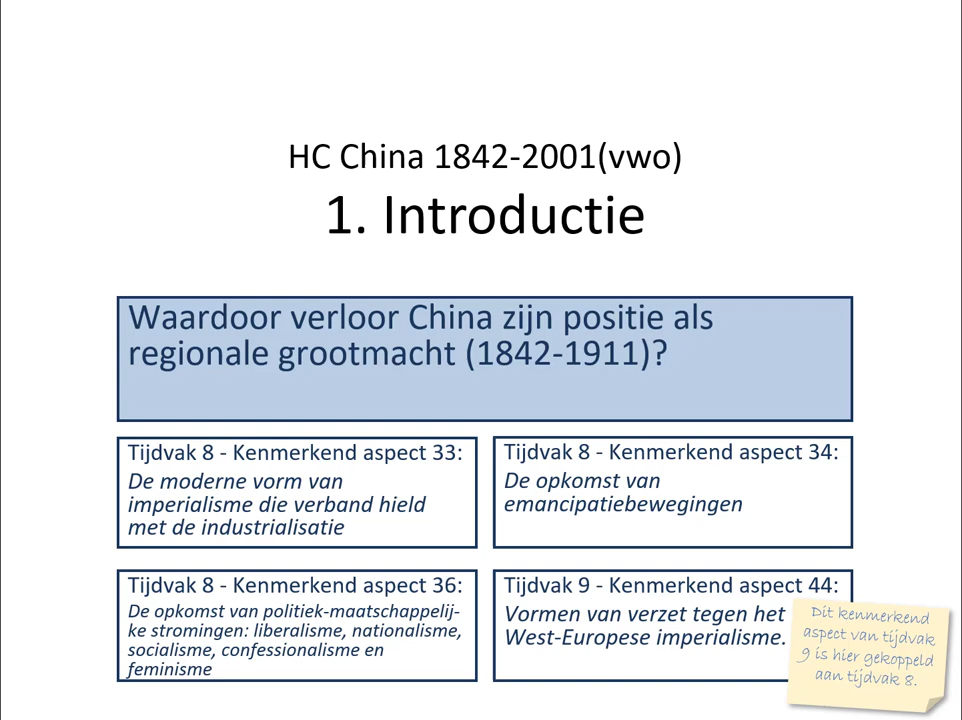 HC China 1842-2001(vwo)
1. Introductie
Waardoor verloor China zijn positie als
regionale grootmacht (1842-1911)?
Tijdvak 8 - Kenmerkend aspect 33:
De moderne vorm van
imperialisme die verband hield
met de industrialisatie
Tijdvak 8 - Kenmerkend aspect 34:
De opkomst van
emancipatiebewegingen
Tijdvak 8 - Kenmerkend aspect 36:
De opkomst van politiek-maatschappelij-
ke stromingen: liberalisme, nationalisme,
socialisme, confessionalisme en
feminisme
Tijdvak 9 - Kenmerkend aspect 44:
Vormen van verzet tegen het
West-Europese imperialisme.
Dit kenmerkend
aspect van tijdvak
9 is hier gekoppeld
aan tijdvak 8.